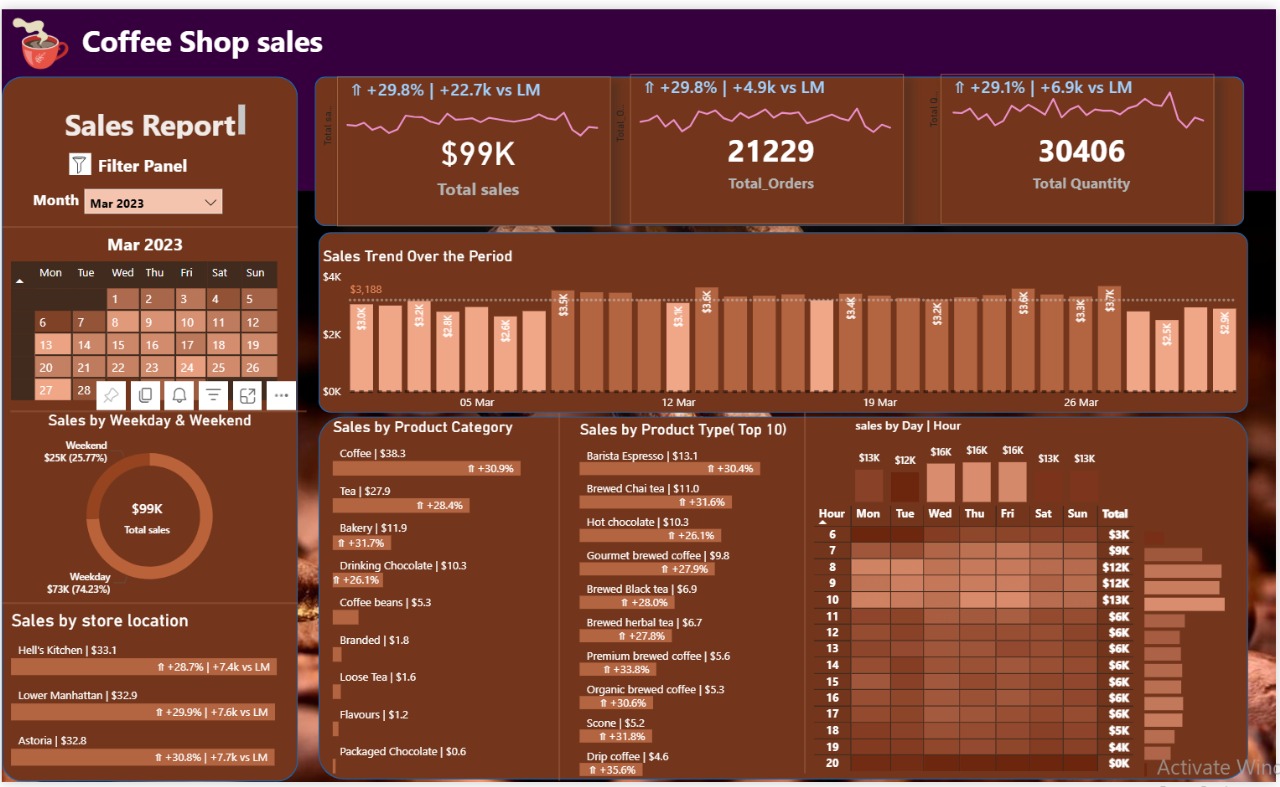 Coffee Shop sales
Sales Report
Filter Panel
Month
Mar 2023
Mar 2023
Mon Tue Wed Thu Fri Sat Sun
1 2 3 4 5
6 7 8 9 10 11 12
13 14 15 16 17 18 19
20 21 22 23 24 25 26
27 28
Sales by Weekday & Weekend
Weekend
$25K (25.77%)
$99K
Total sales
Weekday
$73K (74.23%)
Sales by store location
Hell's Kitchen | $33.1
⇑ +28.7% | +7.4k vs LM
Lower Manhattan | $32.9
⇑ +29.9% | +7.6k vs LM
Astoria | $32.8
⇑ +30.8% | +7.7k vs LM
⇑ +29.8% | +22.7k vs LM
Total sa...
$99K
Total sales
⇑ +29.8% | +4.9k vs LM
Total_O...
21229
Total_Orders
⇑ +29.1% | +6.9k vs LM
Total Q...
30406
Total Quantity
Sales Trend Over the Period
$4K
$2K
$0K
$3,188
$3.0K $3.2K $2.8K $2.6K $3.5K $3.1K $3.6K $3.4K $3.2K $3.6K $3.3K $3.7K $2.5K $2.9K
05 Mar 12 Mar 19 Mar 26 Mar
Sales by Product Category
Coffee | $38.3
⇑ +30.9%
Tea | $27.9
⇑ +28.4%
Bakery | $11.9
⇑ +31.7%
Drinking Chocolate | $10.3
⇑ +26.1%
Coffee beans | $5.3
Branded | $1.8
Loose Tea | $1.6
Flavours | $1.2
Packaged Chocolate | $0.6
Sales by Product Type( Top 10)
Barista Espresso | $13.1
⇑ +30.4%
Brewed Chai tea | $11.0
⇑ +31.6%
Hot chocolate | $10.3
⇑ +26.1%
Gourmet brewed coffee | $9.8
⇑ +27.9%
Brewed Black tea | $6.9
⇑ +28.0%
Brewed herbal tea | $6.7
⇑ +27.8%
Premium brewed coffee | $5.6
⇑ +33.8%
Organic brewed coffee | $5.3
⇑ +30.6%
Scone | $5.2
⇑ +31.8%
Drip coffee | $4.6
⇑ +35.6%
sales by Day | Hour
$13K $12K $16K $16K $16K $13K $13K
Hour Mon Tue Wed Thu Fri Sat Sun Total
6 $3K
7 $9K
8 $12K
9 $12K
10 $13K
11 $6K
12 $6K
13 $6K
14 $6K
15 $6K
16 $6K
17 $6K
18 $5K
19 $4K
20 $0K
Activate Wind